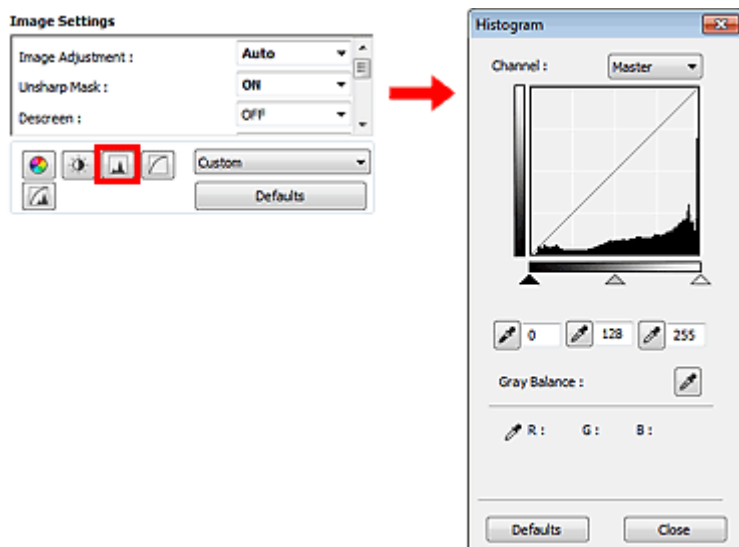 Image Settings
Image Adjustment : Auto
Unsharp Mask : ON
Descreen : OFF
Custom
Defaults
Histogram
Channel : Master
0 128 255
Gray Balance :
R : G : B :
Defaults Close